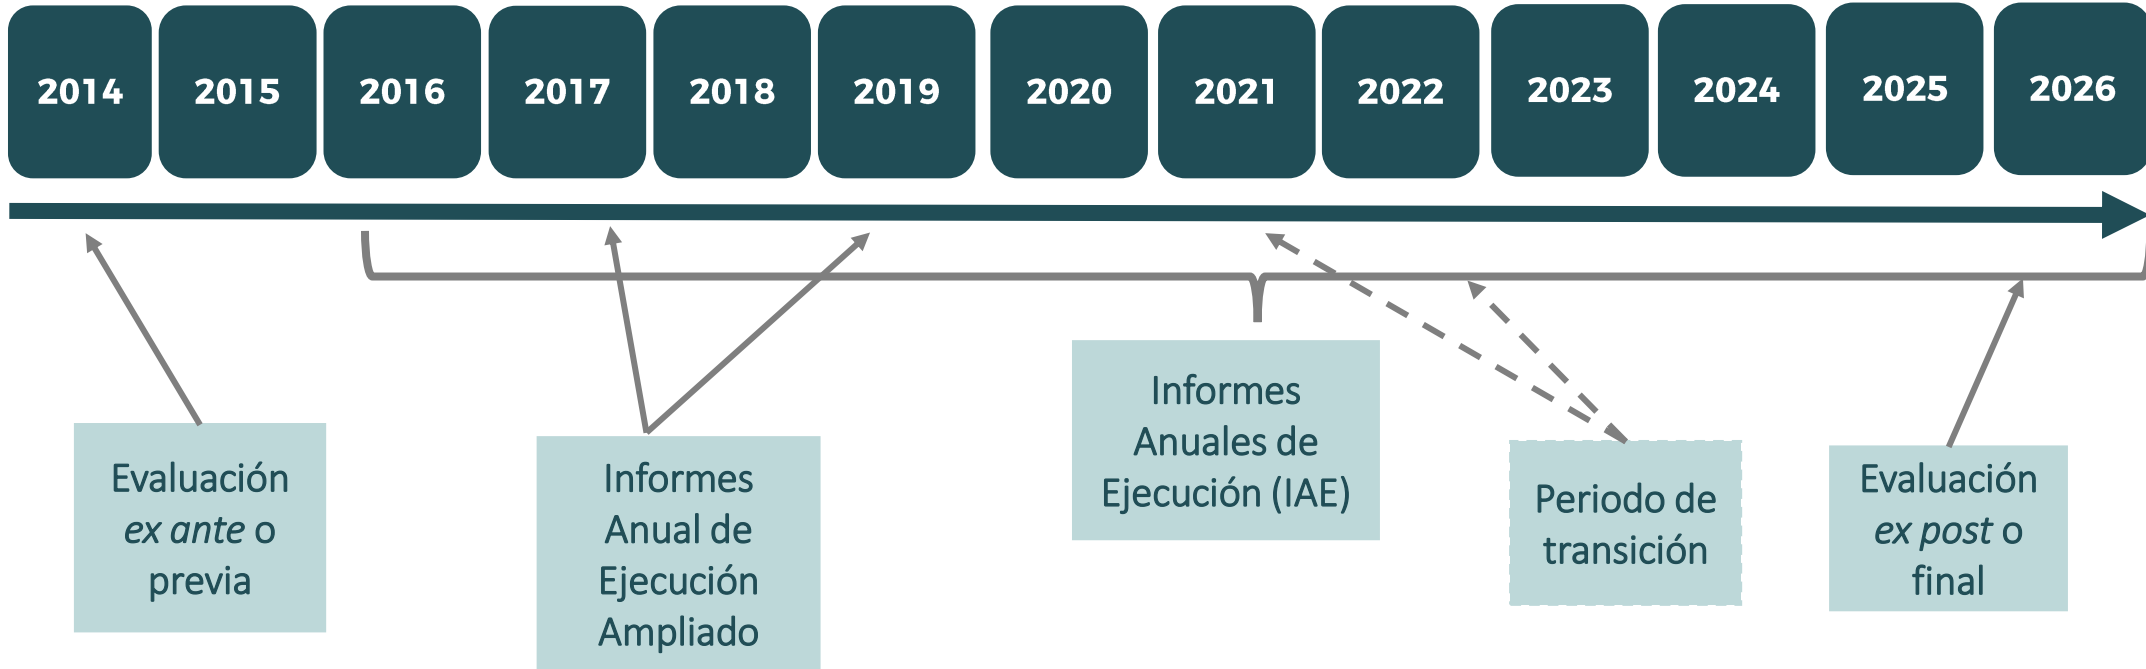 2014
2015
2016
2017
2018
2019
2020
2021
2022
2023
2024
2025
2026
Evaluación
ex ante o
previa
Informes
Anual de
Ejecución
Ampliado
Informes
Anuales de
Ejecución (IAE)
Periodo de
transición
Evaluación
ex post o
final